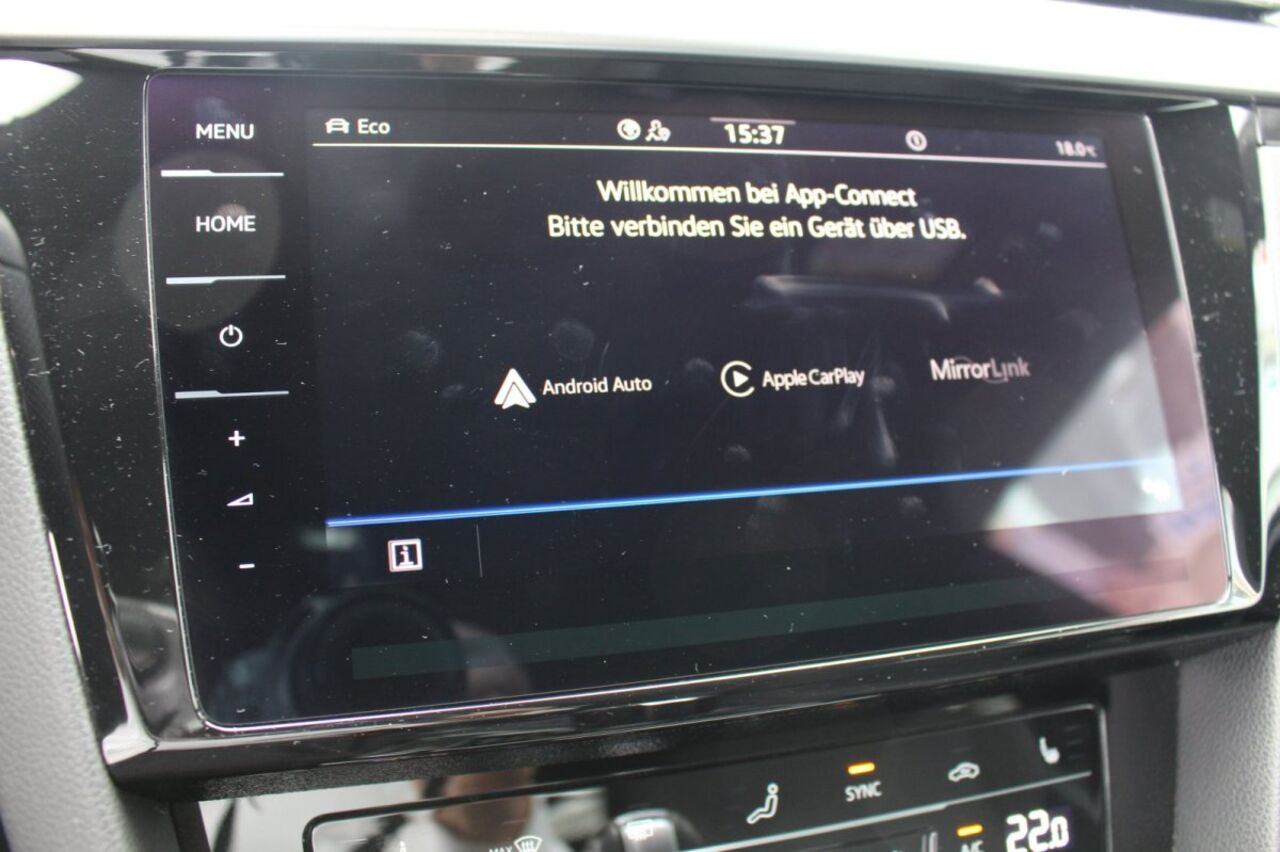 MENU
Eco
15:37
18.0°C
HOME
Willkommen bei App-Connect
Bitte verbinden Sie ein Gerät über USB.
Android Auto
Apple CarPlay
MirrorLink
+
-
i
SYNC
MAX
A/C
22.0